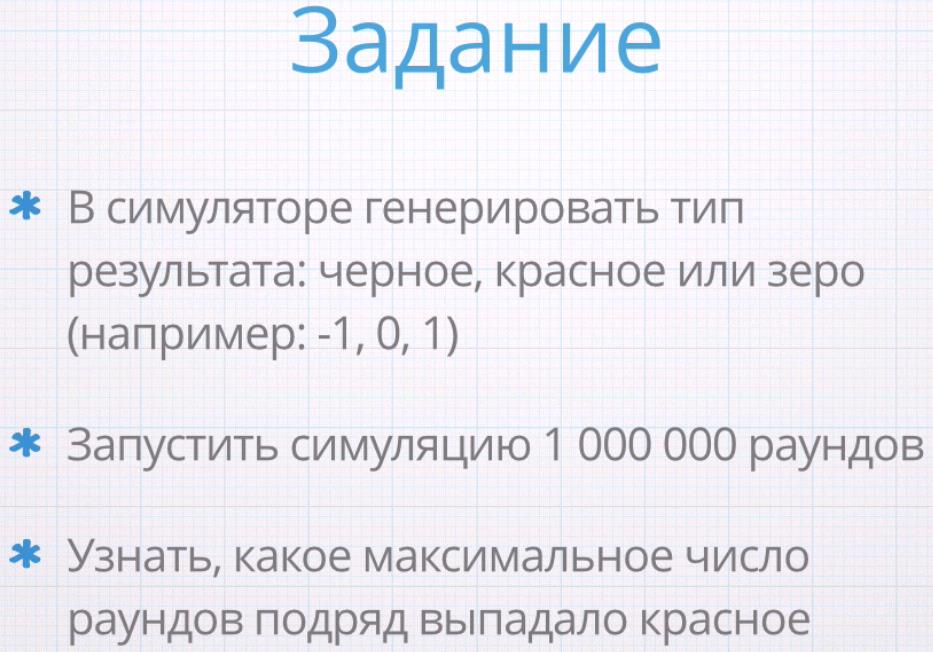 Задание
* В симуляторе генерировать тип
результата: черное, красное или зеро
(например: -1, 0, 1)
* Запустить симуляцию 1 000 000 раундов
* Узнать, какое максимальное число
раундов подряд выпадало красное